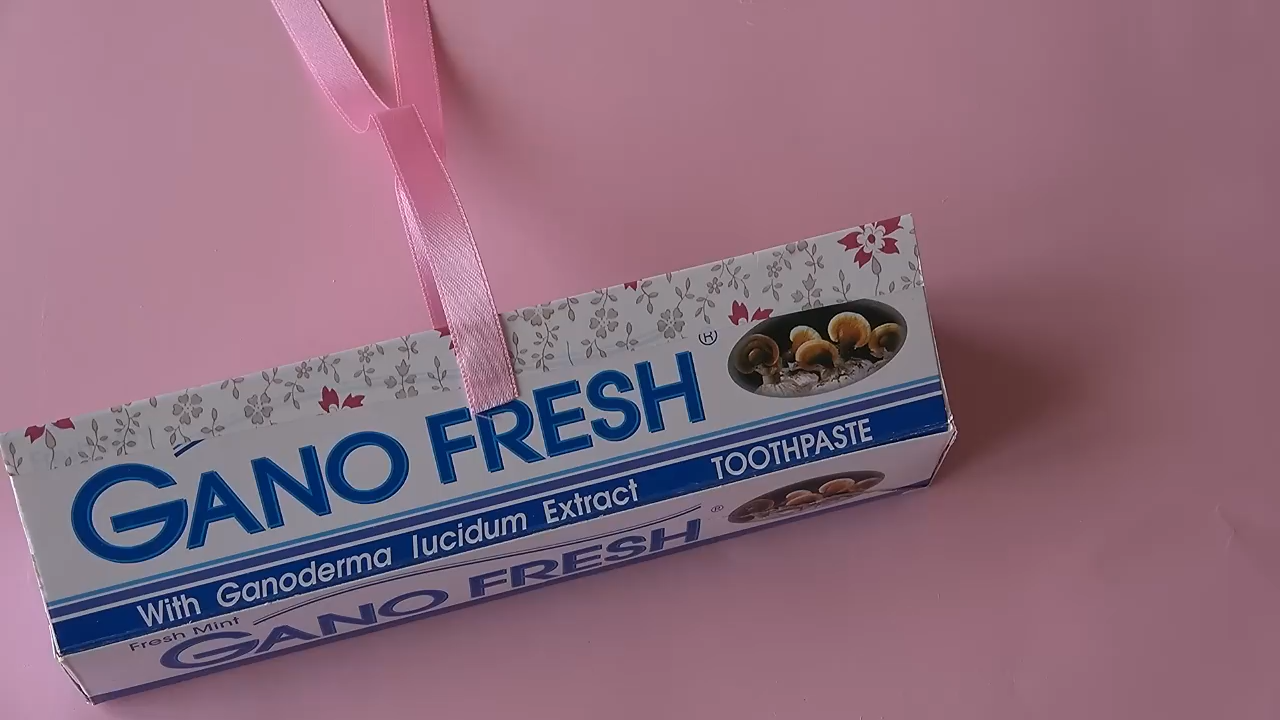 GANO FRESH ®
With Ganoderma lucidum Extract TOOTHPASTE
Fresh Mint
GANO FRESH ®